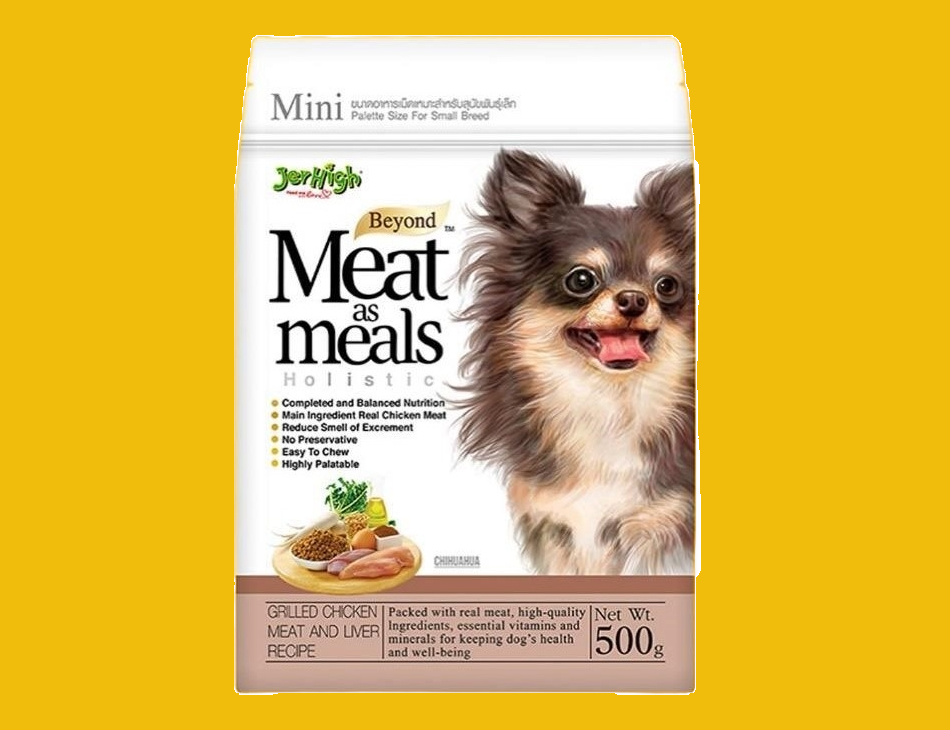 Mini
ขนาดอาหารเม็ดเหมาะสำหรับสุนัขพันธุ์เล็ก
Palette Size For Small Breed
JerHigh
Beyond
Meat
TM
as
meals
Holistic
Completed and Balanced Nutrition
Main Ingredient Real Chicken Meat
Reduce Smell of Excrement
No Preservative
Easy To Chew
Highly Palatable
CHIHUAHUA
GRILLED CHICKEN
MEAT AND LIVER
RECIPE
Packed with real meat, high-quality
Ingredients, essential vitamins and
minerals for keeping dog's health
and well-being
Net Wt.
500g